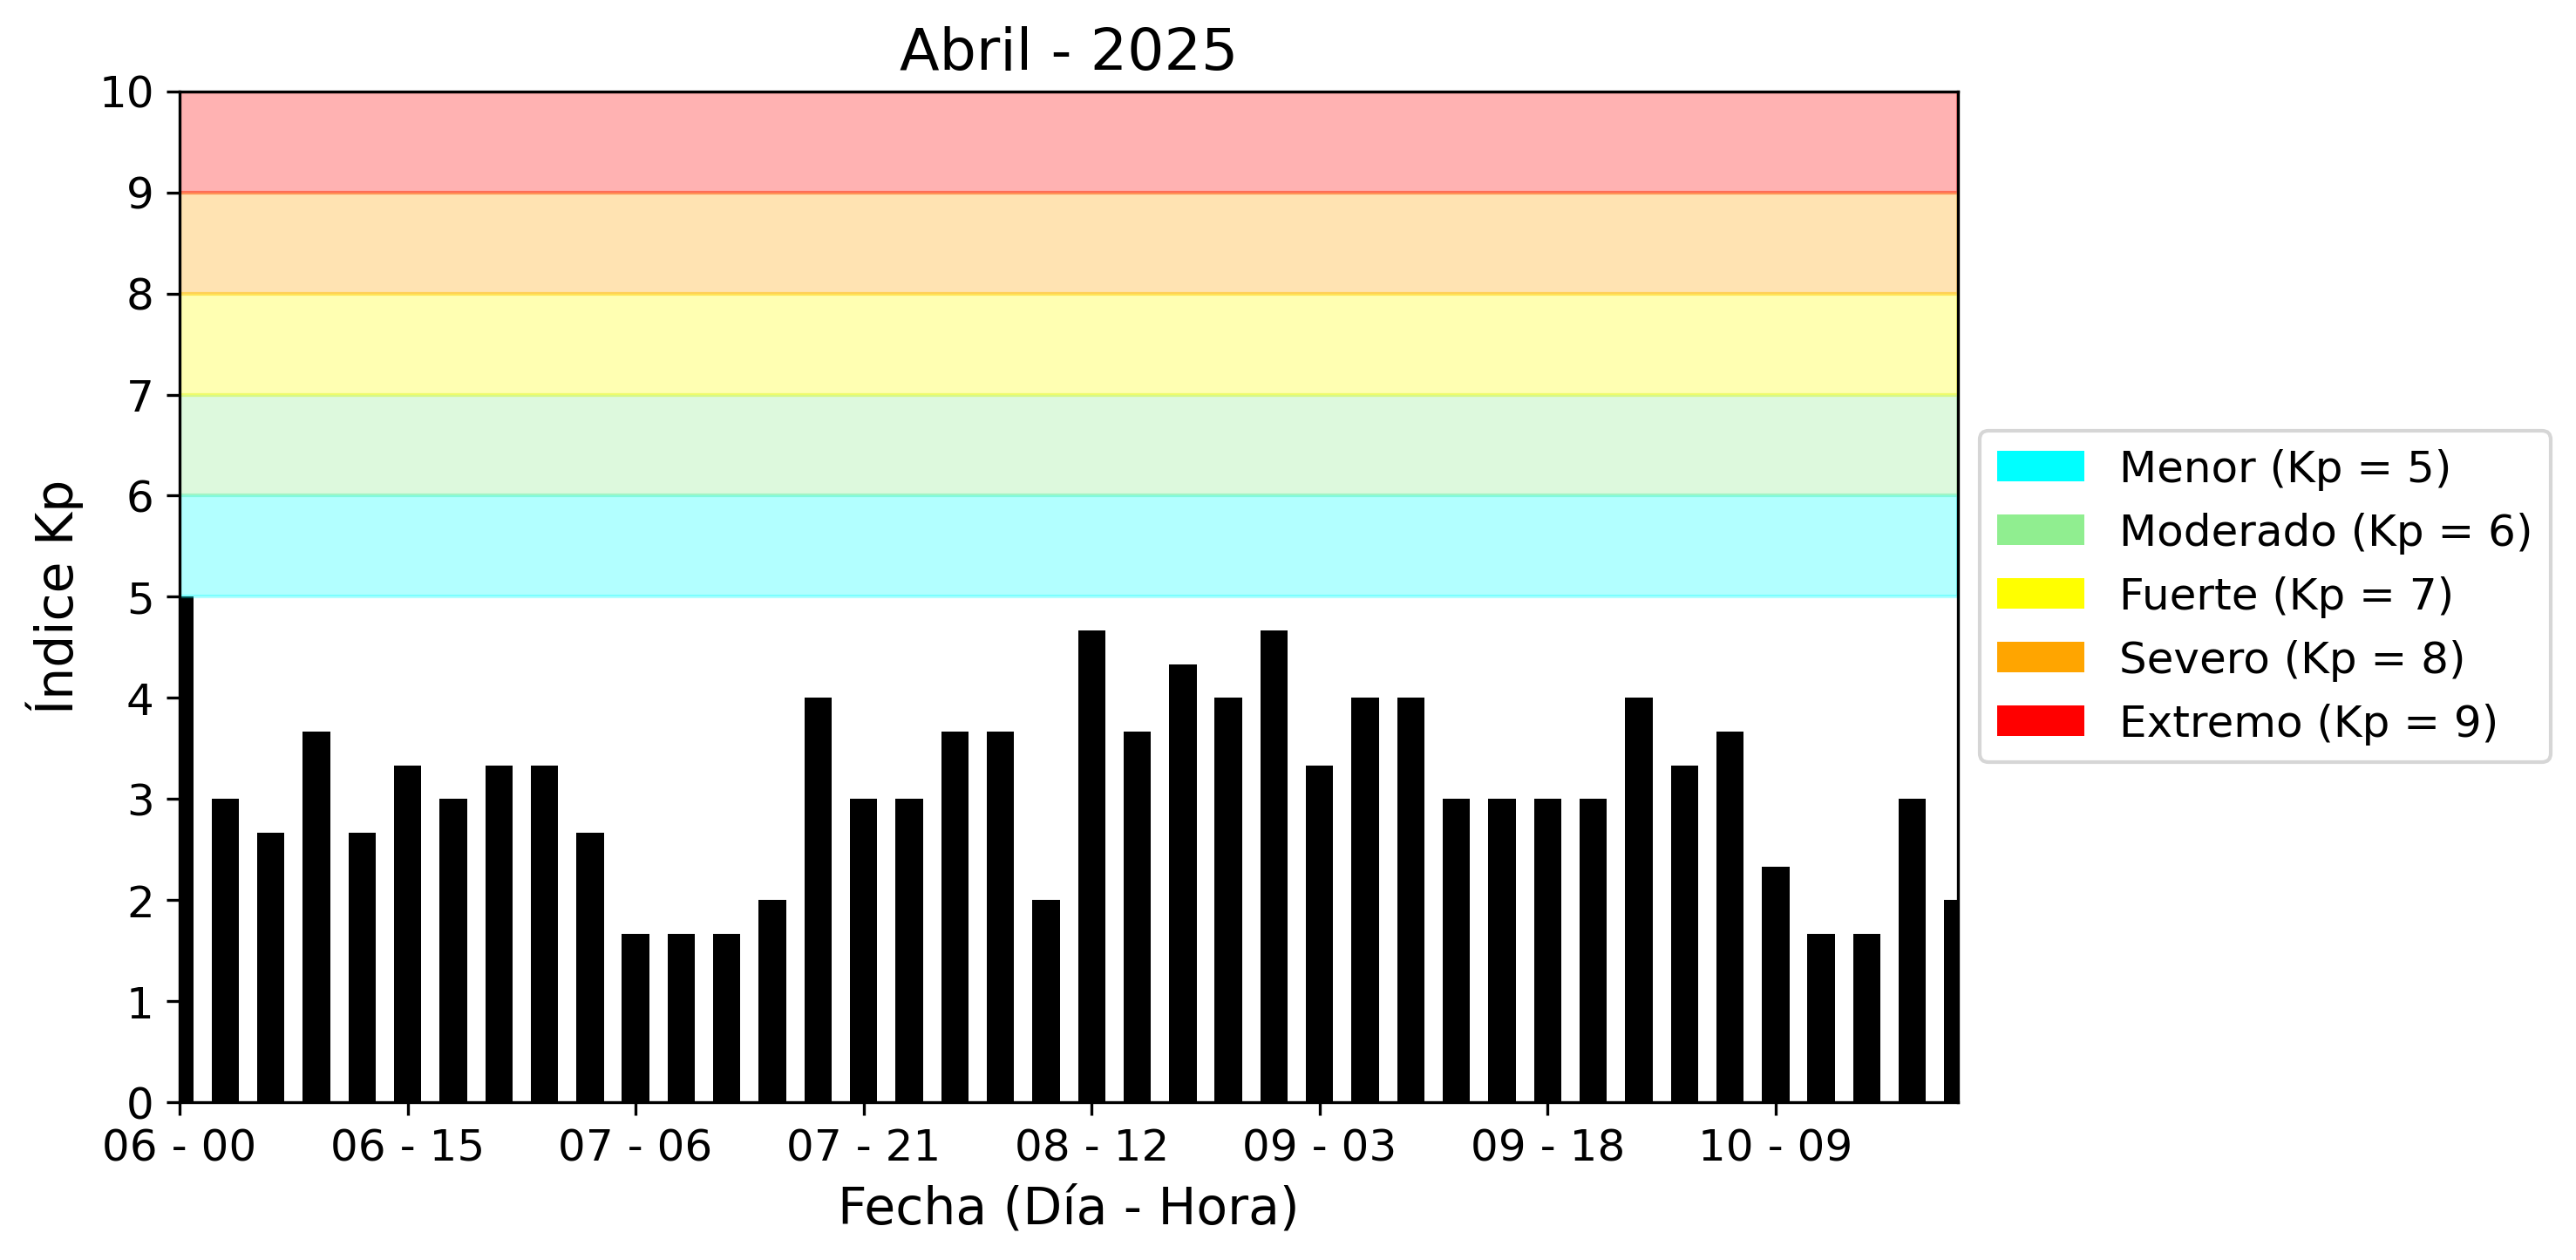 Abril - 2025
10
9
8
7
6
5
4
3
2
1
0
Índice Kp
06 - 00
06 - 15
07 - 06
07 - 21
08 - 12
09 - 03
09 - 18
10 - 09
Fecha (Día - Hora)
Menor (Kp = 5)
Moderado (Kp = 6)
Fuerte (Kp = 7)
Severo (Kp = 8)
Extremo (Kp = 9)